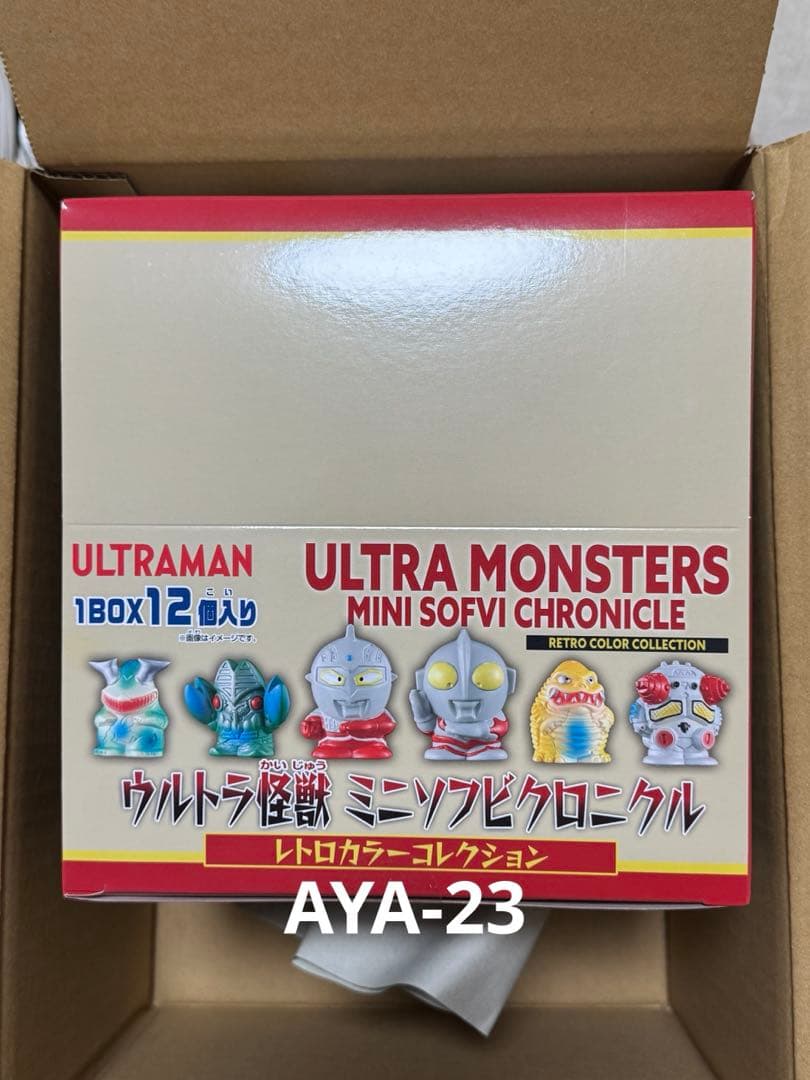 ULTRAMAN
1BOX12個入り
こい
※画像はイメージです。
ULTRA MONSTERS
MINI SOFVI CHRONICLE
RETRO COLOR COLLECTION
かいじゅう
ウルトラ怪獣 ミニソフビクロニクル
レトロカラーコレクション
AYA-23